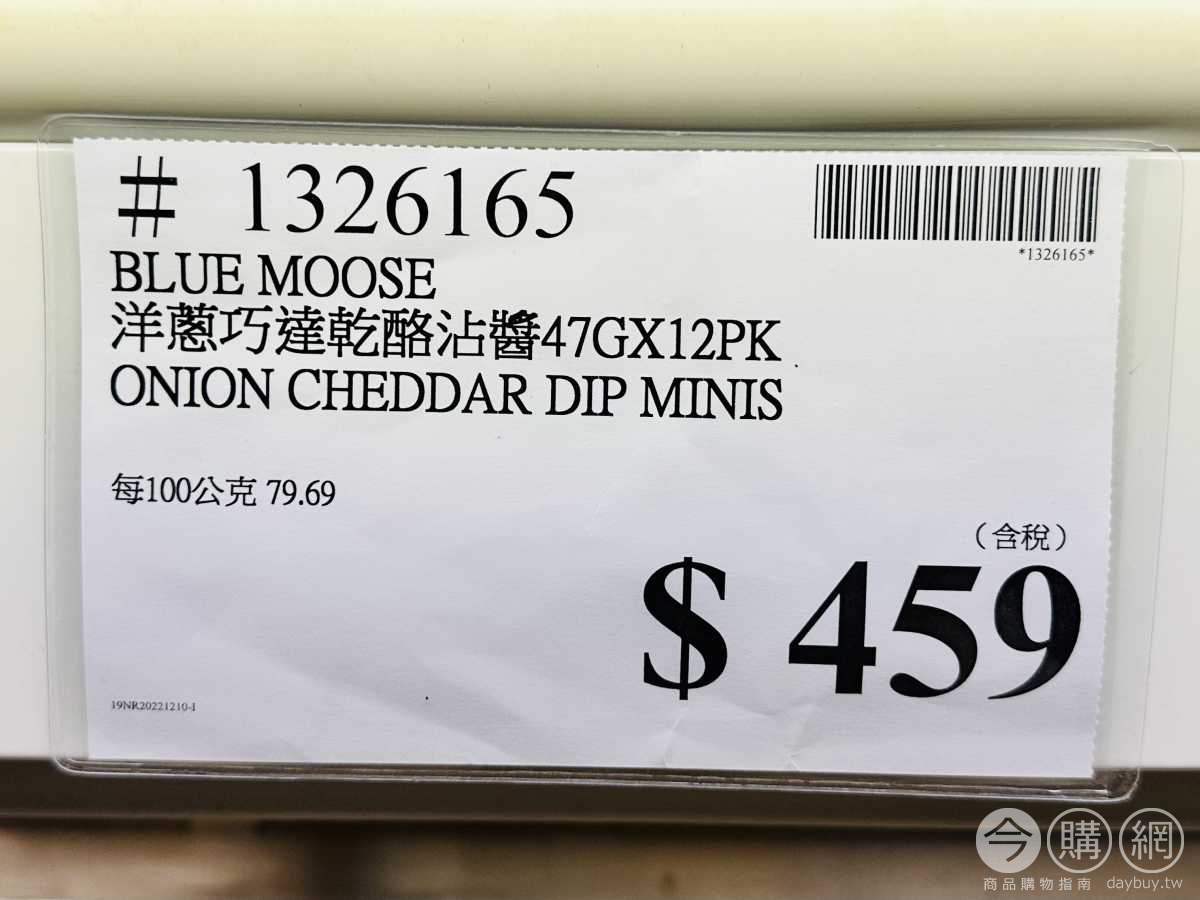 # 1326165
*1326165*
BLUE MOOSE
洋蔥巧達乾酪沾醬47GX12PK
ONION CHEDDAR DIP MINIS
每100公克 79.69
（含稅）
$ 459
19NR20221210-I
今購網
商品購物指南 daybuy.tw